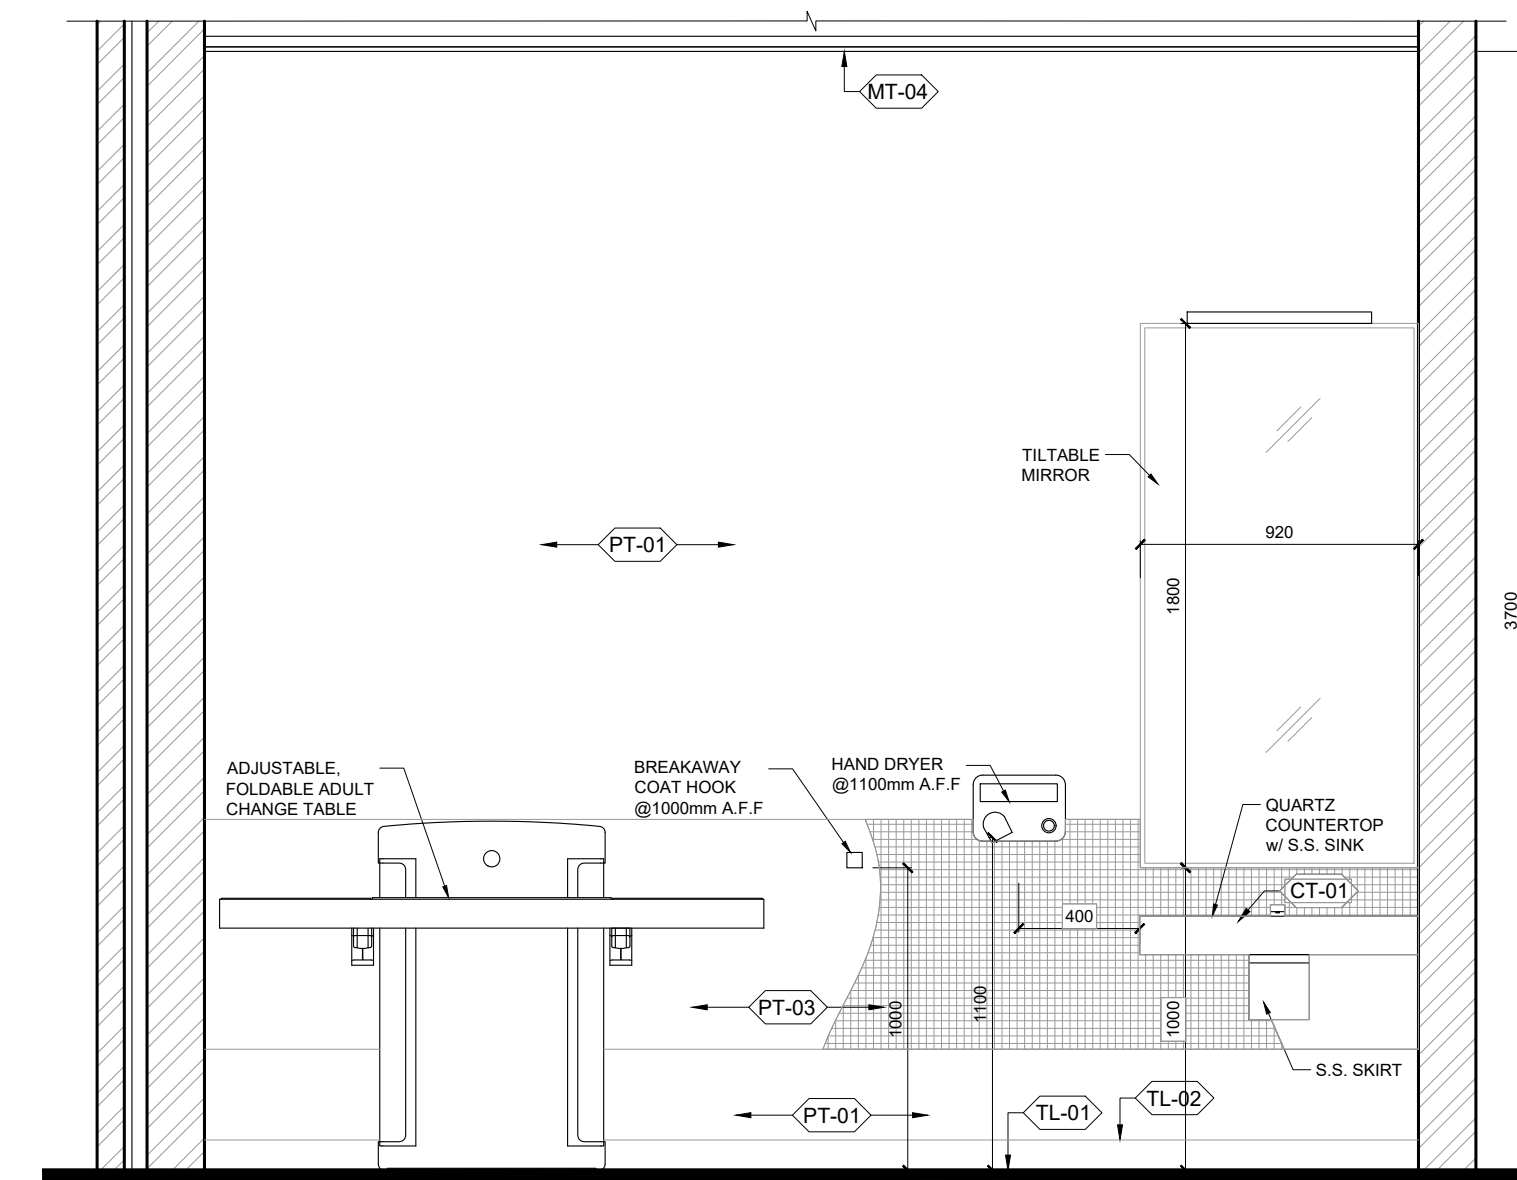 MT-04
TILTABLE
MIRROR
920
PT-01
1800
3700
ADJUSTABLE,
FOLDABLE ADULT
CHANGE TABLE
BREAKAWAY
COAT HOOK
@1000mm A.F.F
HAND DRYER
@1100mm A.F.F
QUARTZ
COUNTERTOP
w/ S.S. SINK
CT-01
400
PT-03
1000
1100
1000
S.S. SKIRT
PT-01
TL-01
TL-02